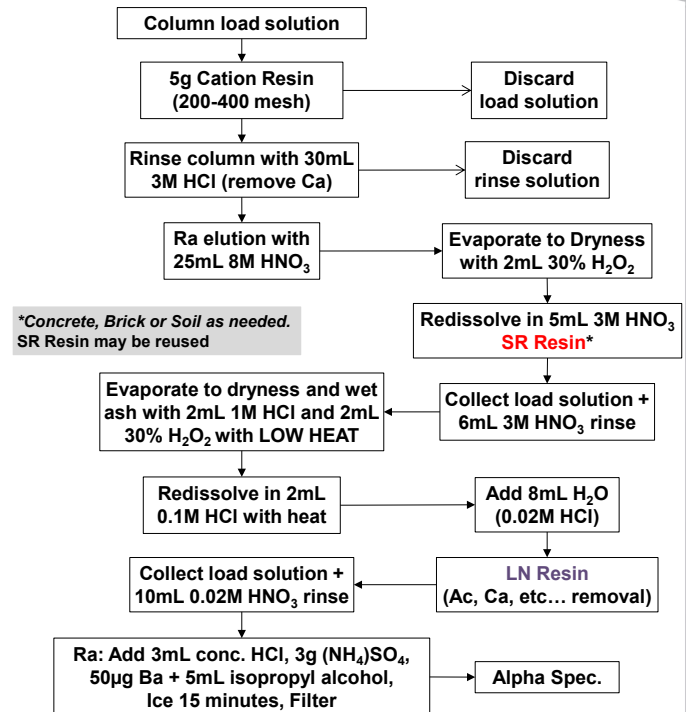 Column load solution
5g Cation Resin
(200-400 mesh)
Discard
load solution
Rinse column with 30mL
3M HCl (remove Ca)
Discard
rinse solution
Ra elution with
25mL 8M HNO₃
Evaporate to Dryness
with 2mL 30% H₂O₂
*Concrete, Brick or Soil as needed.
SR Resin may be reused
Redissolve in 5mL 3M HNO₃
SR Resin*
Evaporate to dryness and wet
ash with 2mL 1M HCl and 2mL
30% H₂O₂ with LOW HEAT
Collect load solution +
6mL 3M HNO₃ rinse
Redissolve in 2mL
0.1M HCl with heat
Add 8mL H₂O
(0.02M HCl)
Collect load solution +
10mL 0.02M HNO₃ rinse
LN Resin
(Ac, Ca, etc... removal)
Ra: Add 3mL conc. HCl, 3g (NH₄)SO₄,
50µg Ba + 5mL isopropyl alcohol,
Ice 15 minutes, Filter
Alpha Spec.